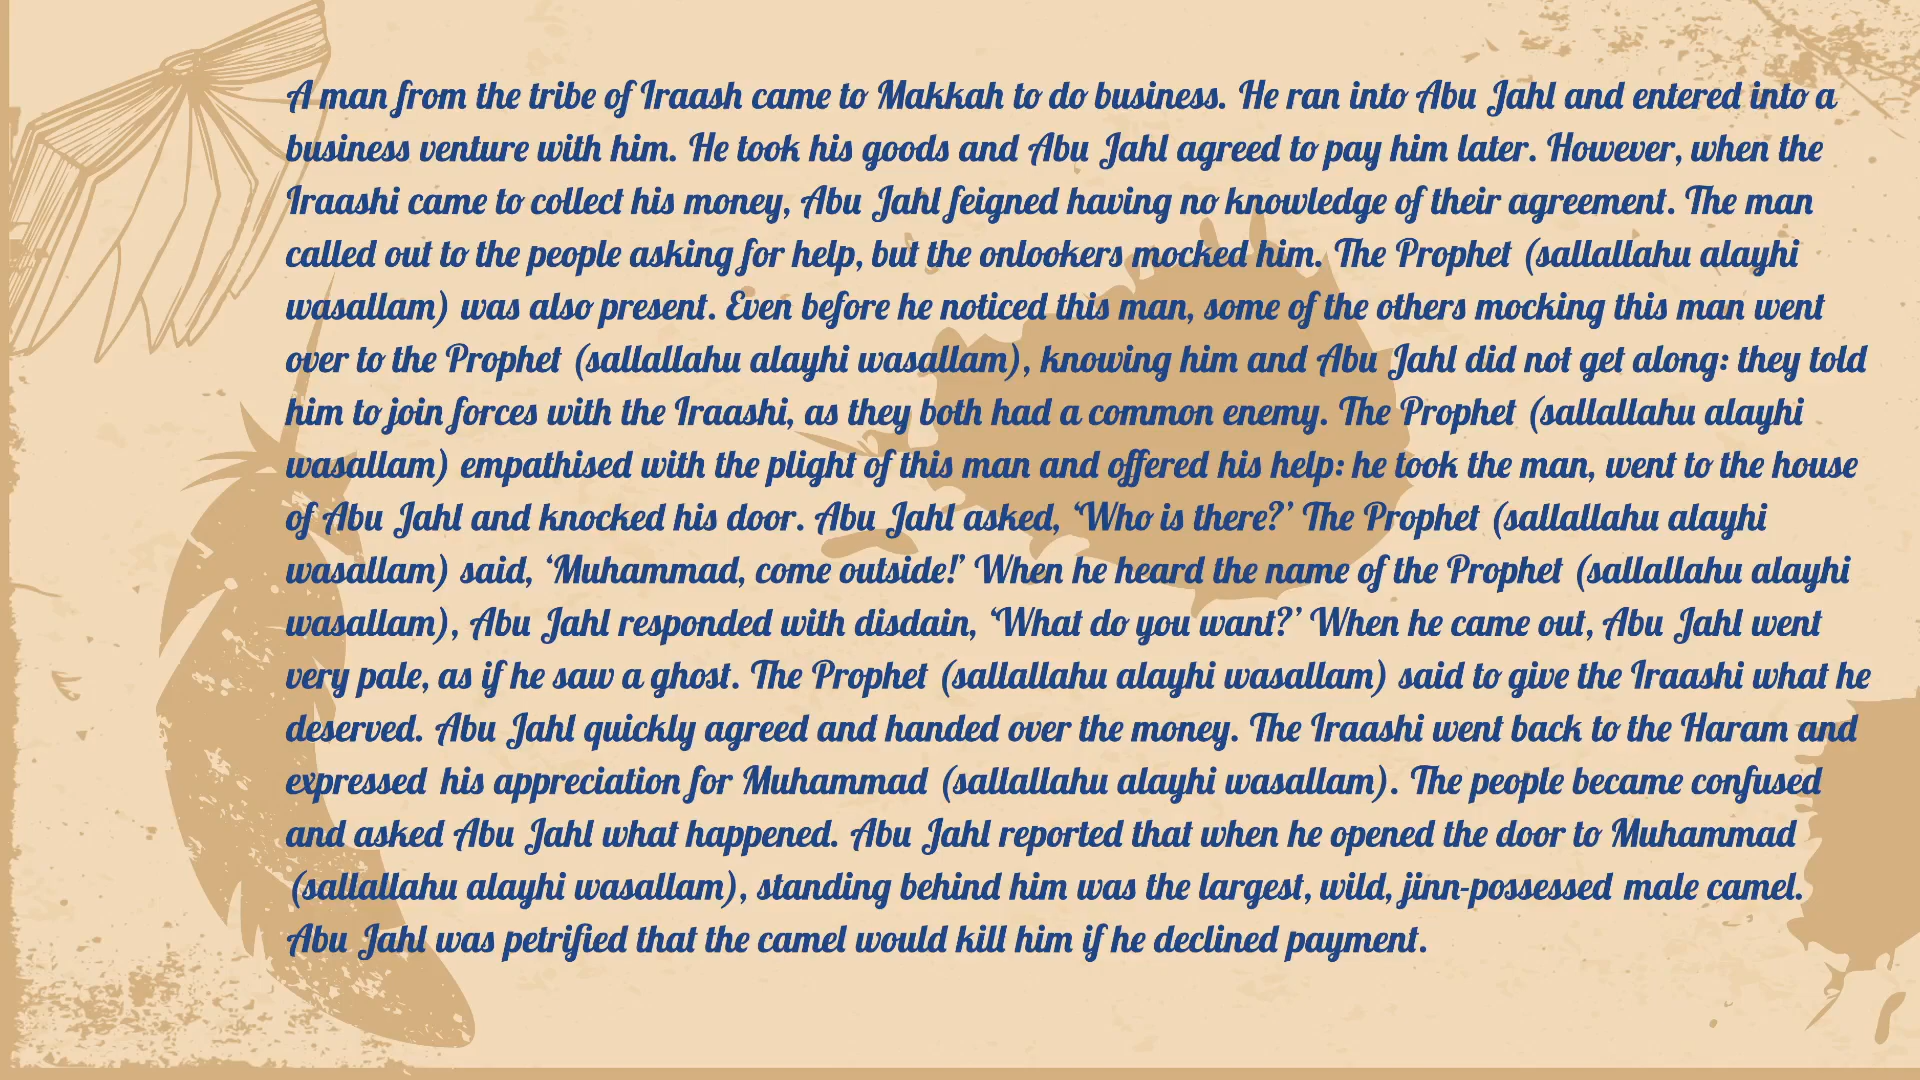 A man from the tribe of Iraash came to Makkah to do business. He ran into Abu Jahl and entered into a
business venture with him. He took his goods and Abu Jahl agreed to pay him later. However, when the
Iraashi came to collect his money, Abu Jahl feigned having no knowledge of their agreement. The man
called out to the people asking for help, but the onlookers mocked him. The Prophet (sallallahu alayhi
wasallam) was also present. Even before he noticed this man, some of the others mocking this man went
over to the Prophet (sallallahu alayhi wasallam), knowing him and Abu Jahl did not get along: they told
him to join forces with the Iraashi, as they both had a common enemy. The Prophet (sallallahu alayhi
wasallam) empathised with the plight of this man and offered his help: he took the man, went to the house
of Abu Jahl and knocked his door. Abu Jahl asked, ‘Who is there?’ The Prophet (sallallahu alayhi
wasallam) said, ‘Muhammad, come outside!’ When he heard the name of the Prophet (sallallahu alayhi
wasallam), Abu Jahl responded with disdain, ‘What do you want?’ When he came out, Abu Jahl went
very pale, as if he saw a ghost. The Prophet (sallallahu alayhi wasallam) said to give the Iraashi what he
deserved. Abu Jahl quickly agreed and handed over the money. The Iraashi went back to the Haram and
expressed his appreciation for Muhammad (sallallahu alayhi wasallam). The people became confused
and asked Abu Jahl what happened. Abu Jahl reported that when he opened the door to Muhammad
(sallallahu alayhi wasallam), standing behind him was the largest, wild, jinn-possessed male camel.
Abu Jahl was petrified that the camel would kill him if he declined payment.